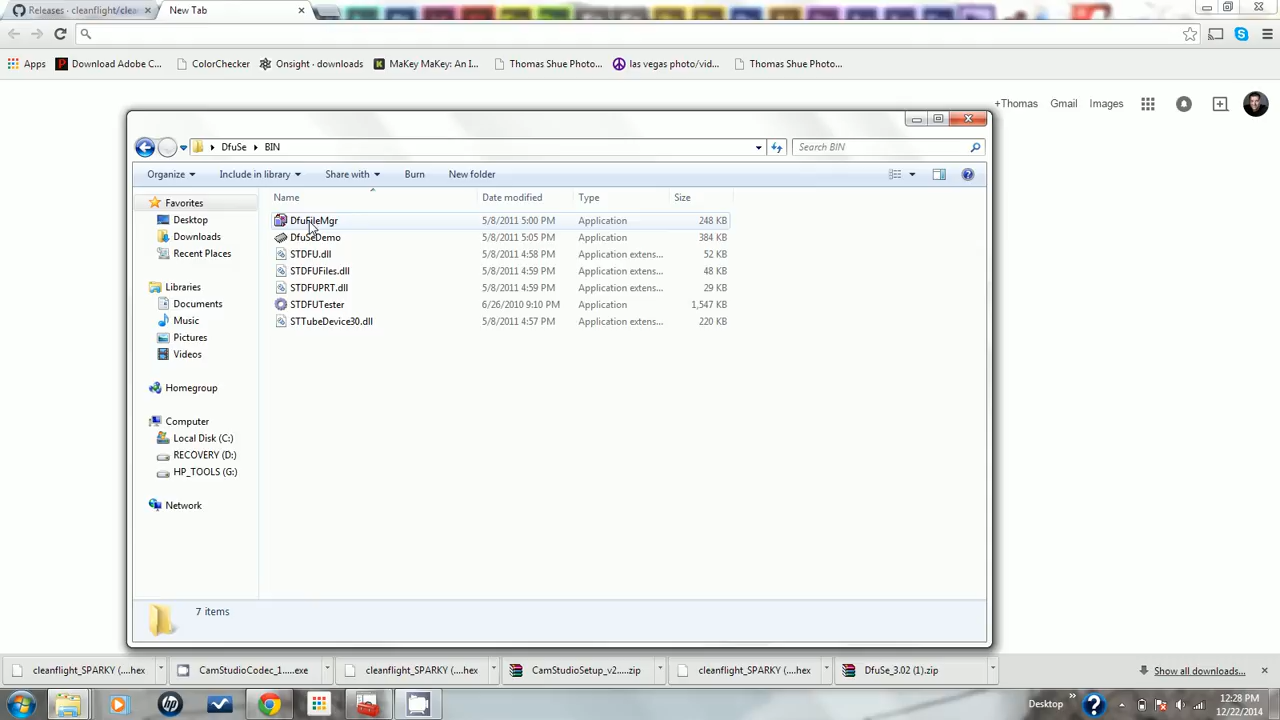 Releases · cleanflight/clea
New Tab
Apps
Download Adobe C...
ColorChecker
Onsight · downloads
MaKey MaKey: An I...
Thomas Shue Photo...
las vegas photo/vid...
Thomas Shue Photo...
+Thomas
Gmail
Images
DfuSe
BIN
Search BIN
Organize
Include in library
Share with
Burn
New folder
Name
Date modified
Type
Size
Favorites
Desktop
Downloads
Recent Places
Libraries
Documents
Music
Pictures
Videos
Homegroup
Computer
Local Disk (C:)
RECOVERY (D:)
HP_TOOLS (G:)
Network
DfuFileMgr 5/8/2011 5:00 PM Application 248 KB
DfuSeDemo 5/8/2011 5:05 PM Application 384 KB
STDFU.dll 5/8/2011 4:58 PM Application extens... 52 KB
STDFUFiles.dll 5/8/2011 4:59 PM Application extens... 48 KB
STDFUPRT.dll 5/8/2011 4:59 PM Application extens... 29 KB
STDFUTester 6/26/2010 9:10 PM Application 1,547 KB
STTubeDevice30.dll 5/8/2011 4:57 PM Application extens... 220 KB
7 items
cleanflight_SPARKY (....hex
CamStudioCodec_1....exe
cleanflight_SPARKY (....hex
CamStudioSetup_v2....zip
cleanflight_SPARKY (....hex
DfuSe_3.02 (1).zip
Show all downloads...
Desktop
12:28 PM
12/22/2014